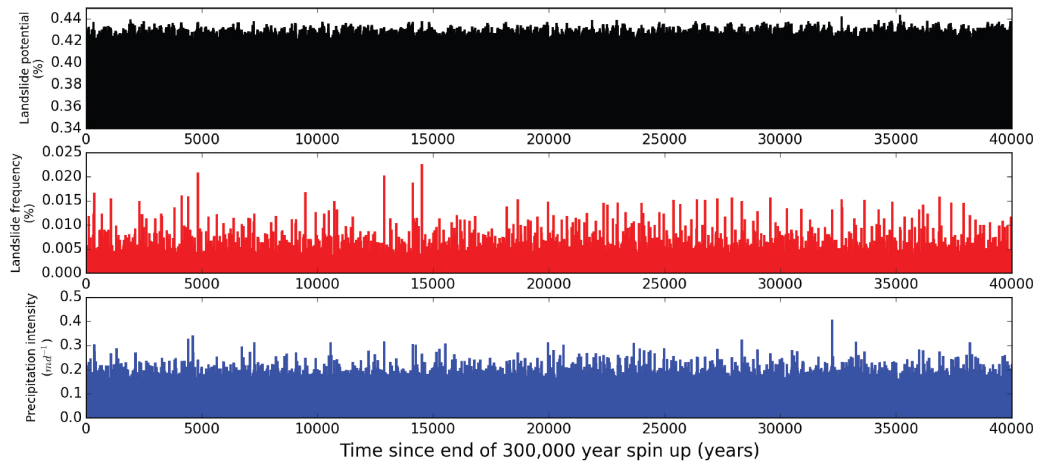 Landslide potential
(%)
0.44
0.42
0.40
0.38
0.36
0.34
0 5000 10000 15000 20000 25000 30000 35000 40000
Landslide frequency
(%)
0.025
0.020
0.015
0.010
0.005
0.000
0 5000 10000 15000 20000 25000 30000 35000 40000
Precipitation intensity
(md⁻¹)
0.5
0.4
0.3
0.2
0.1
0.0
0 5000 10000 15000 20000 25000 30000 35000 40000
Time since end of 300,000 year spin up (years)